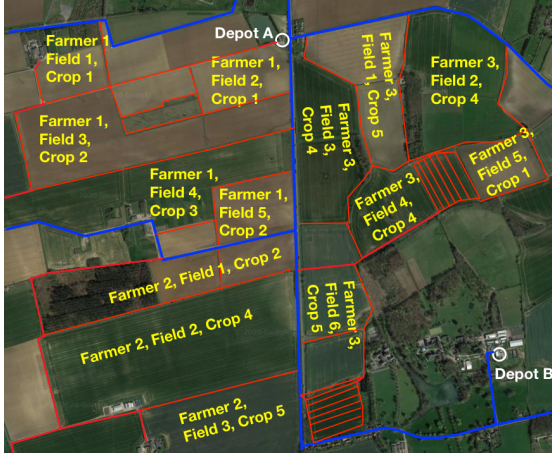 Depot A
Farmer 1
Field 1,
Crop 1
Farmer 1,
Field 2,
Crop 1
Farmer 3,
Field 1, Crop 5
Farmer 3,
Field 2,
Crop 4
Farmer 1,
Field 3,
Crop 2
Farmer 3,
Field 3,
Crop 4
Farmer 3,
Field 5,
Crop 1
Farmer 1,
Field 4,
Crop 3
Farmer 1,
Field 5,
Crop 2
Farmer 3,
Field 4,
Crop 4
Farmer 2, Field 1, Crop 2
Farmer 3,
Field 6,
Crop 5
Farmer 2, Field 2, Crop 4
Depot B
Farmer 2,
Field 3, Crop 5